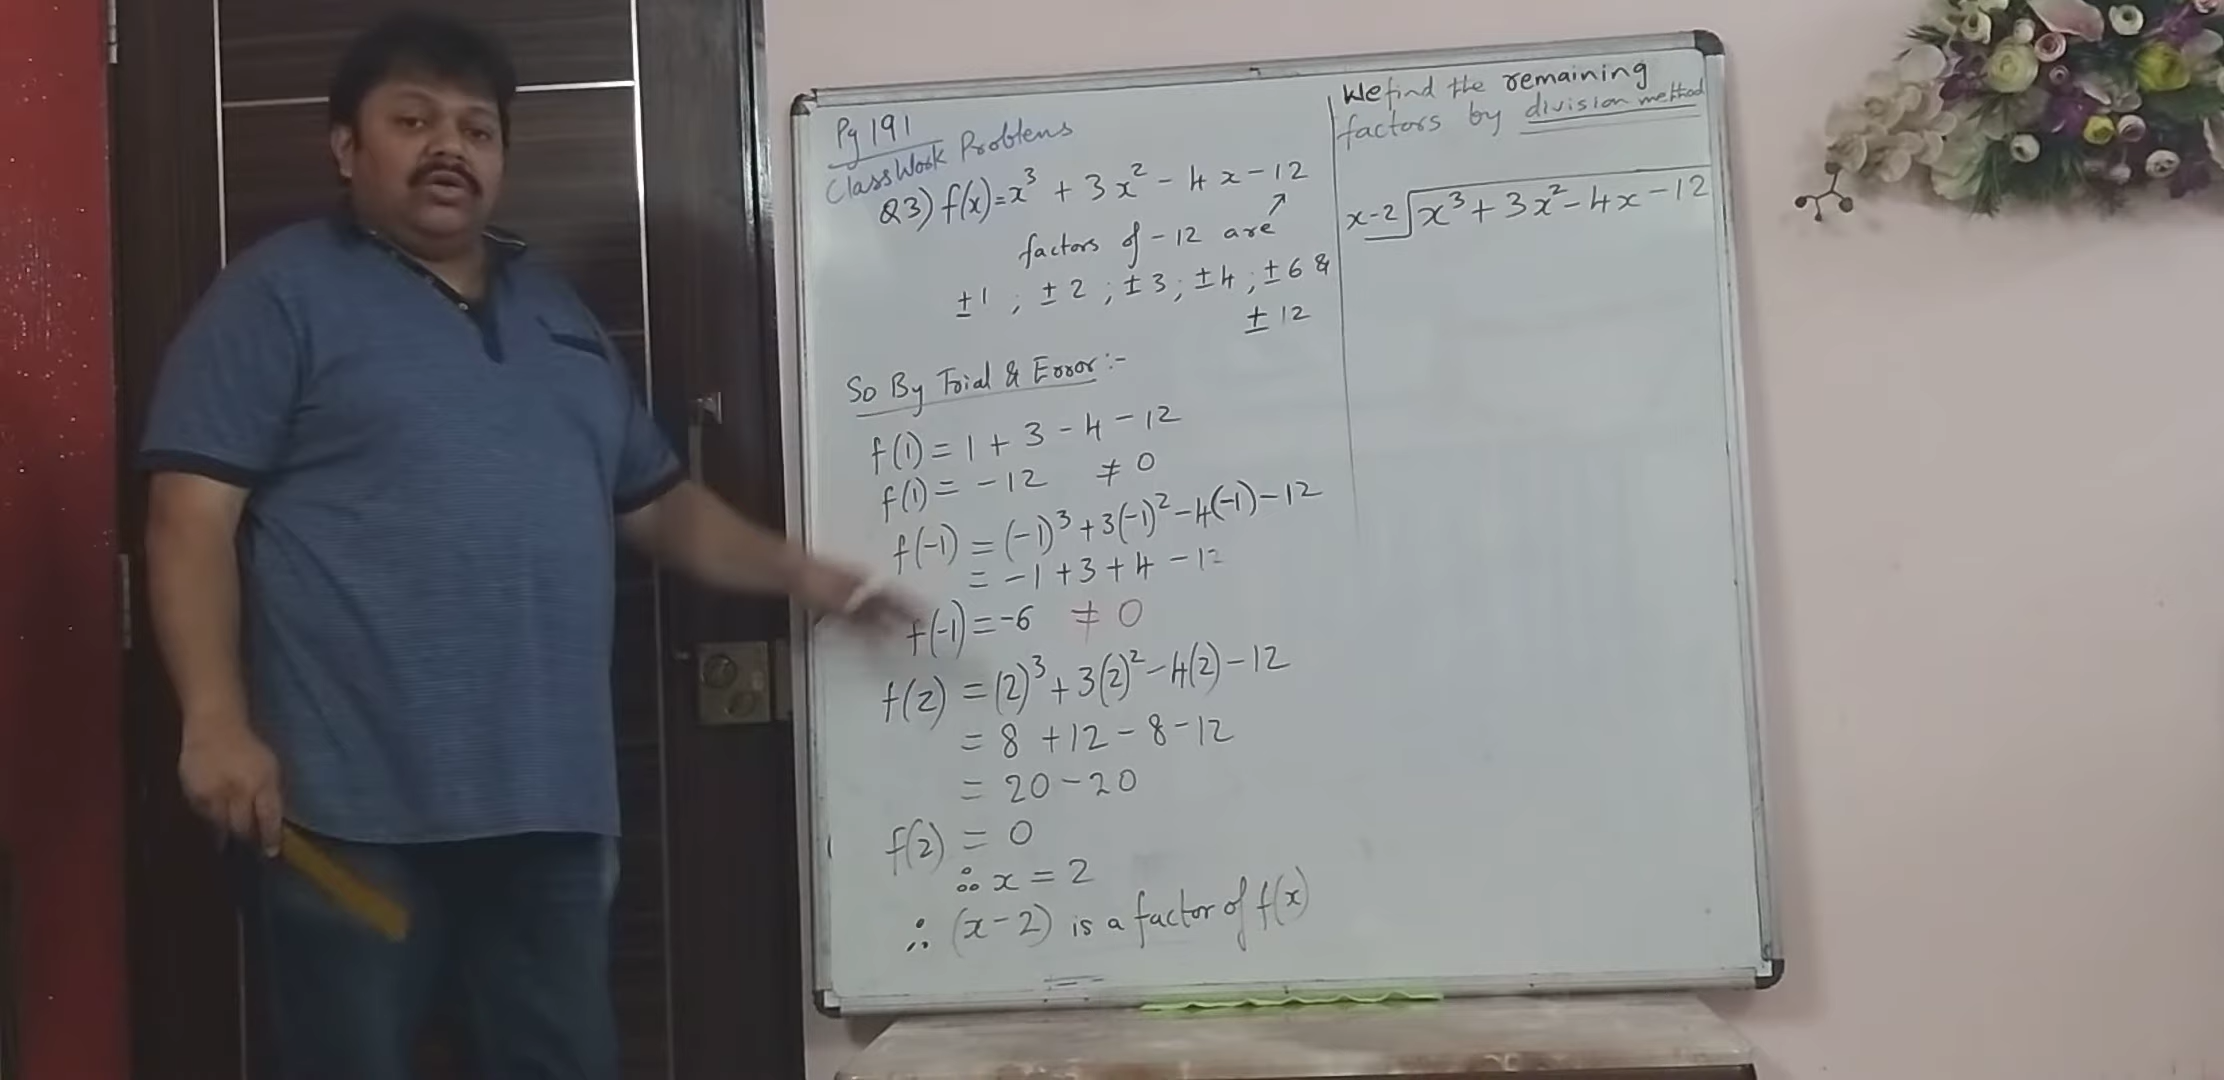 Pg 191
ClassWork Problems
Q3) f(x)=x³ + 3x² - 4x - 12
factors of -12 are
±1 ; ±2 ; ±3 ; ±4 ; ±6 &
±12
So By Trial & Error:-
f(1) = 1 + 3 - 4 - 12
f(1) = -12 ≠ 0
f(-1) = (-1)³ + 3(-1)² - 4(-1) - 12
= -1 + 3 + 4 - 12
f(-1) = -6 ≠ 0
f(2) = (2)³ + 3(2)² - 4(2) - 12
= 8 + 12 - 8 - 12
= 20 - 20
f(2) = 0
∴ x = 2
∴ (x-2) is a factor of f(x)
We find the remaining
factors by division method
x-2 x³ + 3x² - 4x - 12